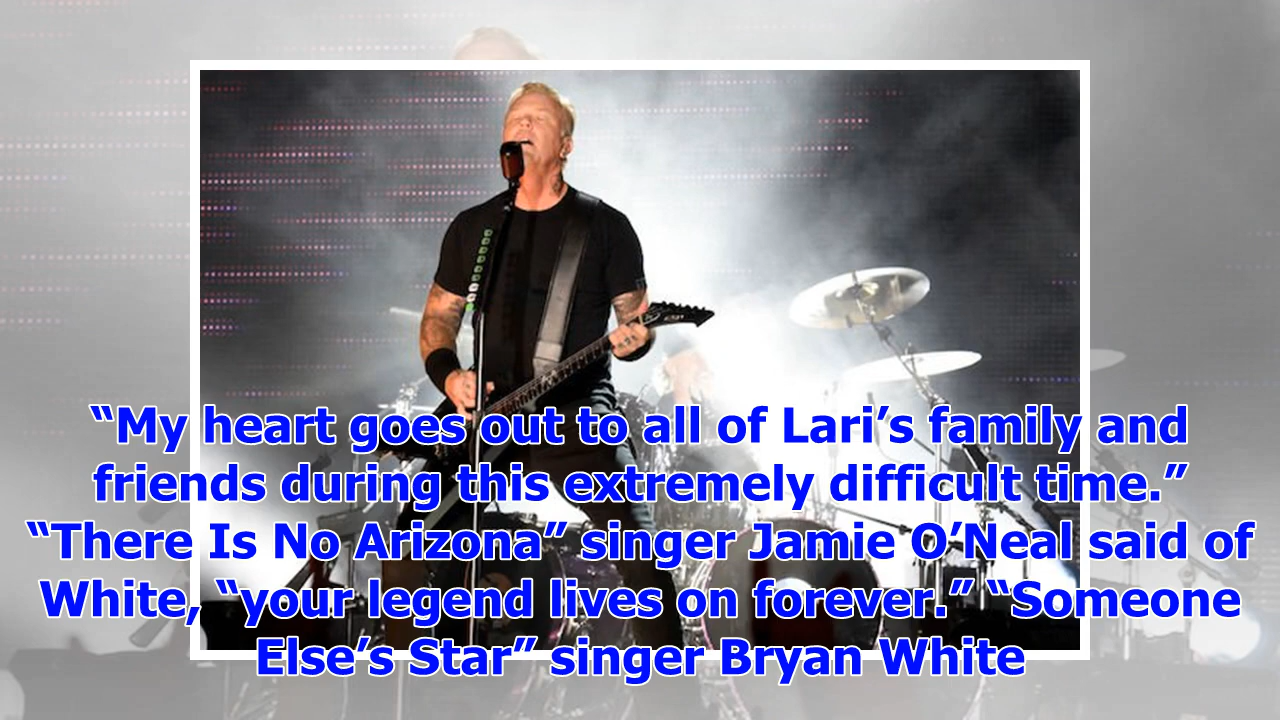 “My heart goes out to all of Lari’s family and
friends during this extremely difficult time.”
“There Is No Arizona” singer Jamie O’Neal said of
White, “your legend lives on forever.” “Someone
Else’s Star” singer Bryan White